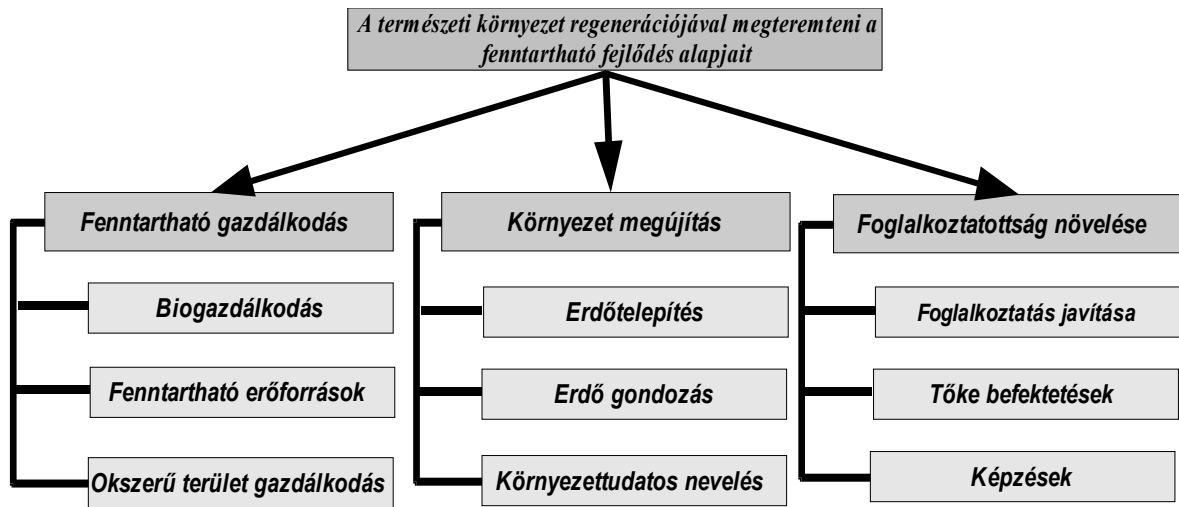 A természeti környezet regenerációjával megteremteni a
fenntartható fejlődés alapjait
Fenntartható gazdálkodás
Biogazdálkodás
Fenntartható erőforrások
Okszerű terület gazdálkodás
Környezet megújítás
Erdőtelepítés
Erdő gondozás
Környezettudatos nevelés
Foglalkoztatottság növelése
Foglalkoztatás javítása
Tőke befektetések
Képzések